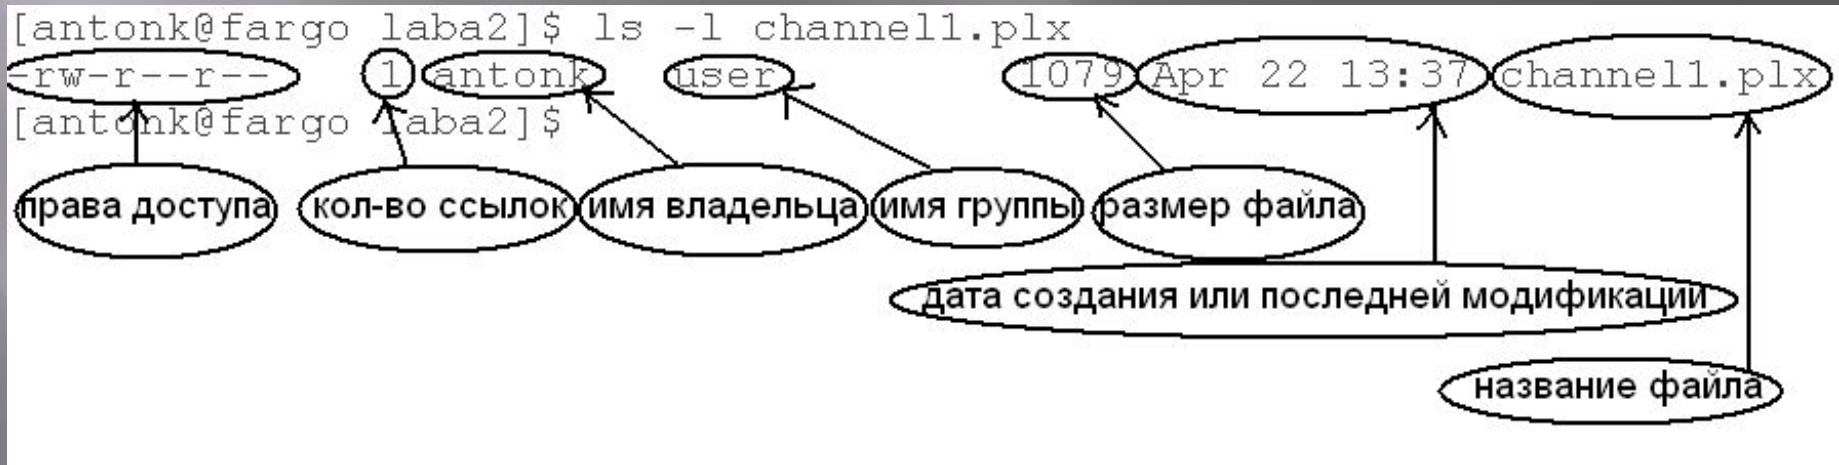 [antonk@fargo laba2]$ ls -l channel1.plx
-rw-r--r-- 1 antonk user 1079 Apr 22 13:37 channel1.plx
[antonk@fargo laba2]$
права доступа кол-во ссылок имя владельца имя группы размер файла
дата создания или последней модификации
название файла